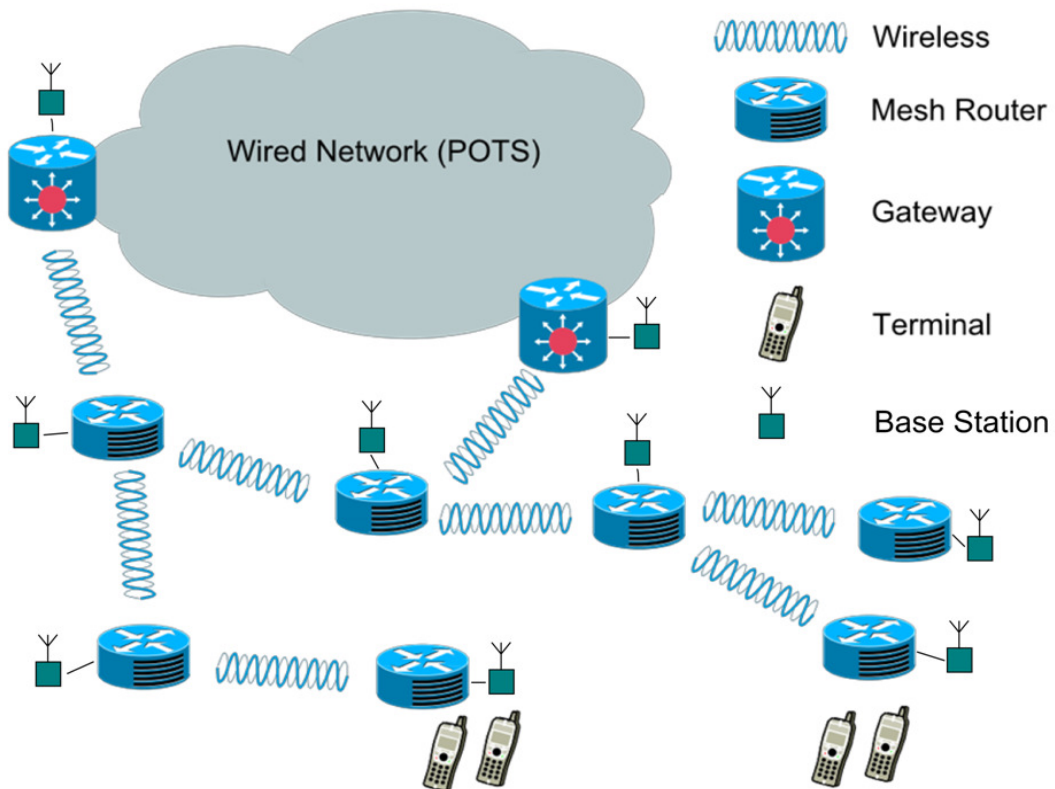 Wireless
Mesh Router
Wired Network (POTS)
Gateway
Terminal
Base Station